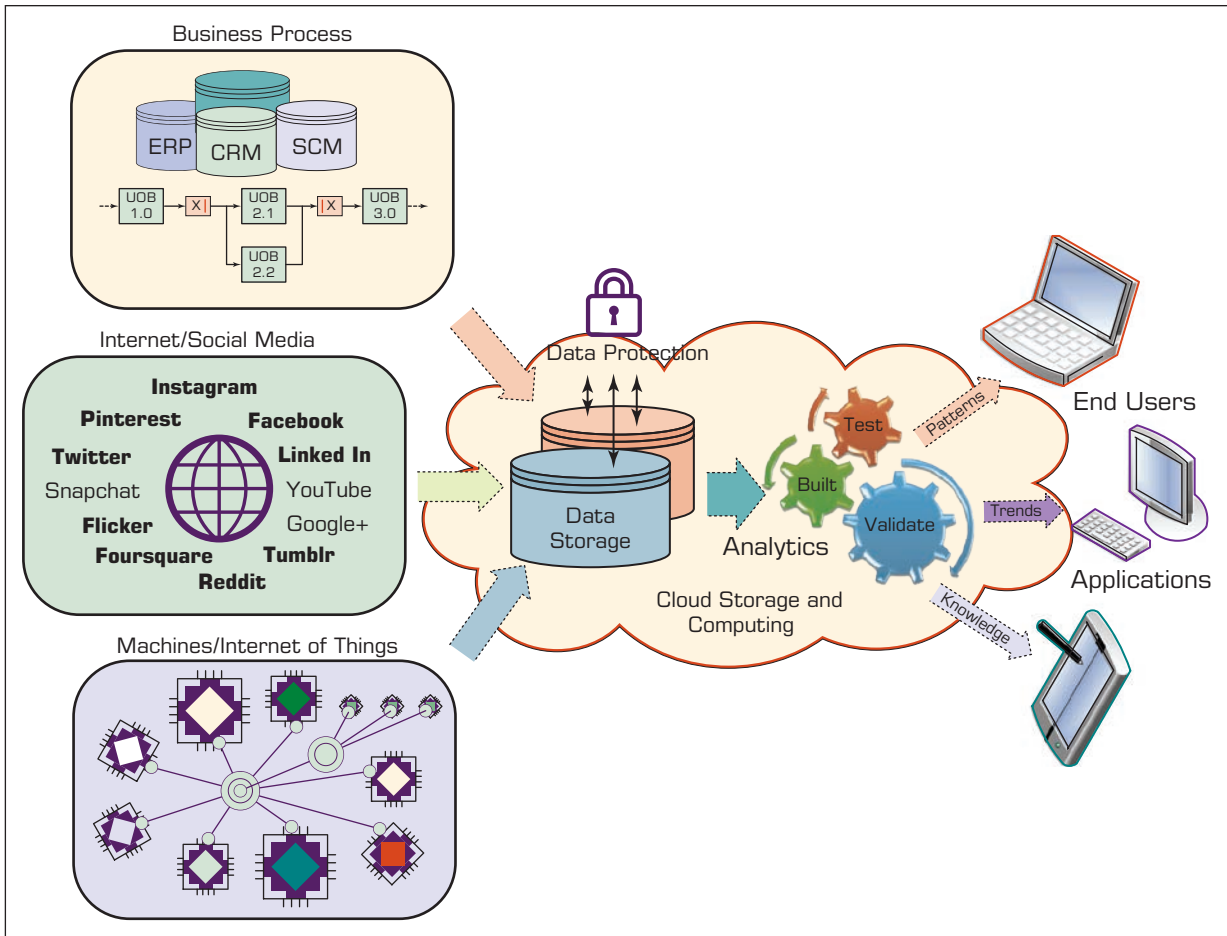 Business Process
ERP
CRM
SCM
UOB
1.0
X|
UOB
2.1
|X
UOB
3.0
UOB
2.2
Internet/Social Media
Instagram
Pinterest
Facebook
Twitter
Linked In
Snapchat
YouTube
Flicker
Google+
Foursquare
Tumblr
Reddit
Machines/Internet of Things
Data Protection
Data
Storage
Analytics
Test
Built
Validate
Cloud Storage and
Computing
Patterns
Trends
Knowledge
End Users
Applications